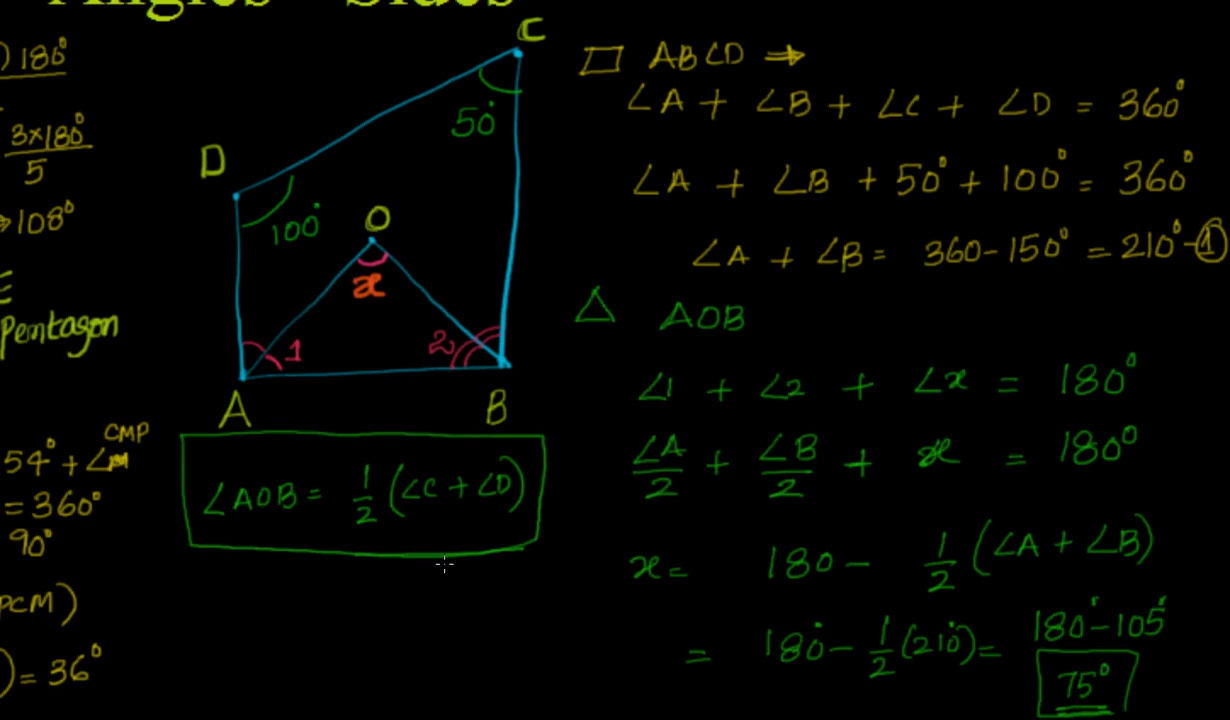 Angles Sides
) 180°
3×180°
5
⇒108°
Pentagon
CMP
54° + ∠M
= 360°
90°
PCM)
) = 36°
C
50°
D
100°
O
x
1
2
A
B
∠AOB = 1/2 (∠C + ∠D)
▱ ABCD ⇒
∠A + ∠B + ∠C + ∠D = 360°
∠A + ∠B + 50° + 100° = 360°
∠A + ∠B = 360-150° = 210° -①
△ AOB
∠1 + ∠2 + ∠x = 180°
∠A/2 + ∠B/2 + x = 180°
x = 180 - 1/2 (∠A + ∠B)
= 180° - 1/2 (210°) = 180° - 105°
75°